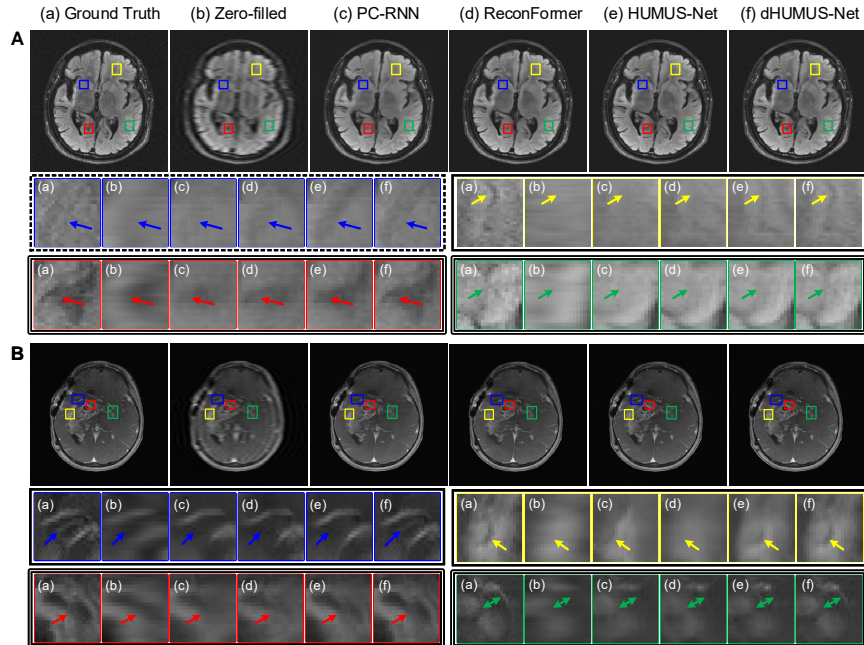 (a) Ground Truth (b) Zero-filled (c) PC-RNN (d) ReconFormer (e) HUMUS-Net (f) dHUMUS-Net
A
(a) (b) (c) (d) (e) (f) (a) (b) (c) (d) (e) (f)
(a) (b) (c) (d) (e) (f) (a) (b) (c) (d) (e) (f)
B
(a) (b) (c) (d) (e) (f) (a) (b) (c) (d) (e) (f)
(a) (b) (c) (d) (e) (f) (a) (b) (c) (d) (e) (f)